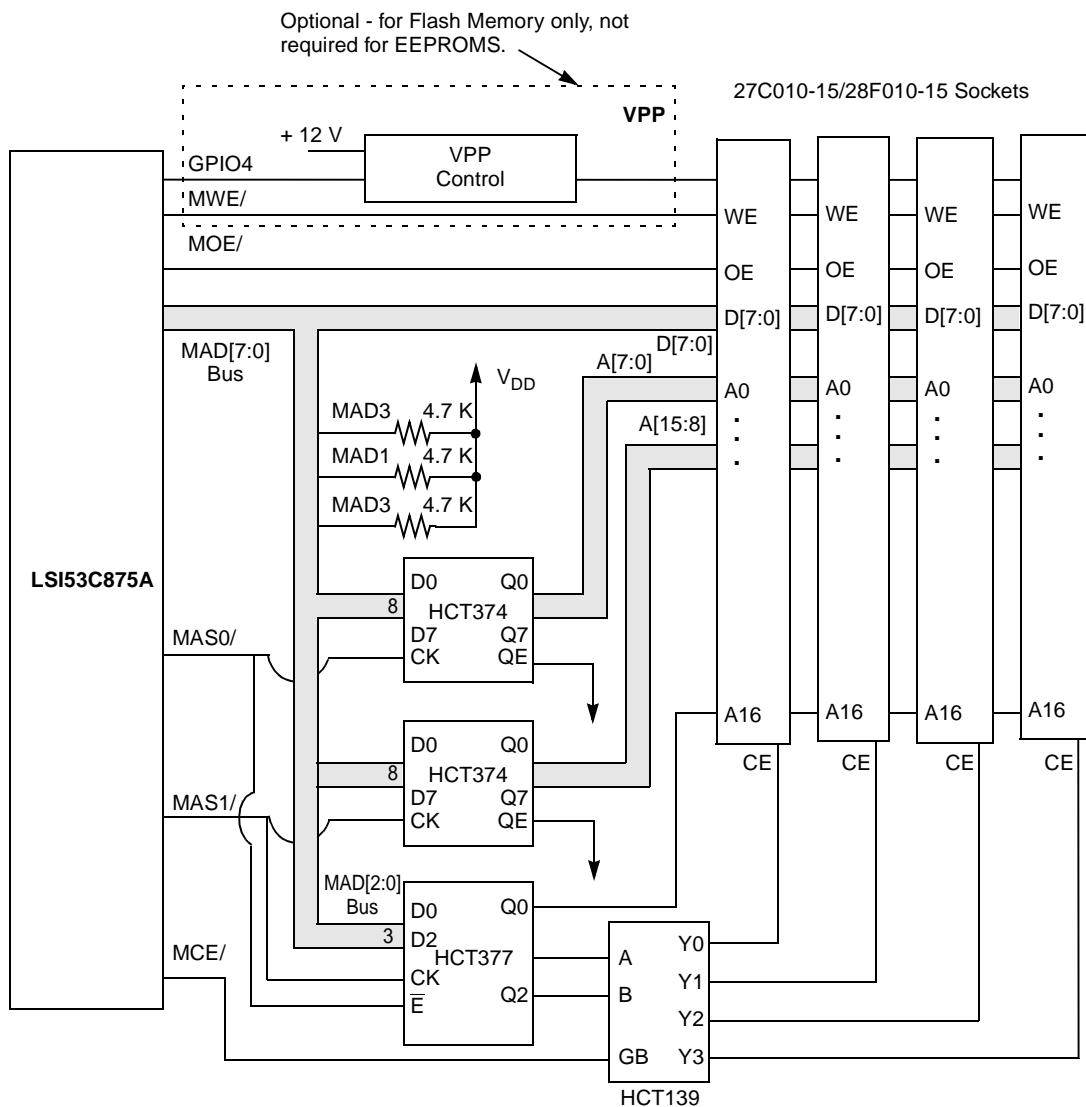 Optional - for Flash Memory only, not
required for EEPROMS.
27C010-15/28F010-15 Sockets
VPP
+ 12 V
VPP
Control
GPIO4
MWE/
MOE/
WE
WE
WE
WE
OE
OE
OE
OE
D[7:0]
D[7:0]
D[7:0]
D[7:0]
MAD[7:0]
Bus
D[7:0]
A[7:0]
VDD
A0
A0
A0
A0
MAD3
4.7 K
A[15:8]
MAD1
4.7 K
MAD3
4.7 K
LSI53C875A
D0
Q0
8
HCT374
D7
Q7
CK
QE
MAS0/
A16
A16
A16
A16
D0
Q0
8
HCT374
D7
Q7
CK
QE
CE
CE
CE
CE
MAS1/
MAD[2:0]
Bus
D0
Q0
3
D2
HCT377
CK
Q2
E
MCE/
A
B
GB
Y0
Y1
Y2
Y3
HCT139